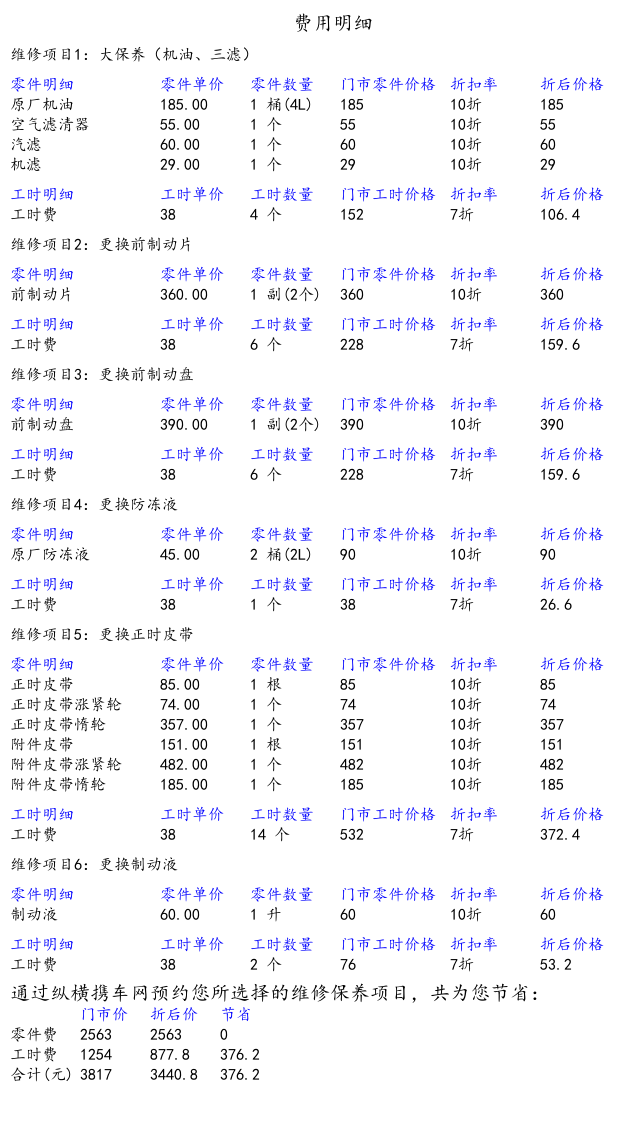 费用明细
维修项目1: 大保养（机油、三滤）
零件明细 零件单价 零件数量 门市零件价格 折扣率 折后价格
原厂机油 185.00 1 桶(4L) 185 10折 185
空气滤清器 55.00 1 个 55 10折 55
汽滤 60.00 1 个 60 10折 60
机滤 29.00 1 个 29 10折 29
工时明细 工时单价 工时数量 门市工时价格 折扣率 折后价格
工时费 38 4 个 152 7折 106.4
维修项目2: 更换前制动片
零件明细 零件单价 零件数量 门市零件价格 折扣率 折后价格
前制动片 360.00 1 副(2个) 360 10折 360
工时明细 工时单价 工时数量 门市工时价格 折扣率 折后价格
工时费 38 6 个 228 7折 159.6
维修项目3: 更换前制动盘
零件明细 零件单价 零件数量 门市零件价格 折扣率 折后价格
前制动盘 390.00 1 副(2个) 390 10折 390
工时明细 工时单价 工时数量 门市工时价格 折扣率 折后价格
工时费 38 6 个 228 7折 159.6
维修项目4: 更换防冻液
零件明细 零件单价 零件数量 门市零件价格 折扣率 折后价格
原厂防冻液 45.00 2 桶(2L) 90 10折 90
工时明细 工时单价 工时数量 门市工时价格 折扣率 折后价格
工时费 38 1 个 38 7折 26.6
维修项目5: 更换正时皮带
零件明细 零件单价 零件数量 门市零件价格 折扣率 折后价格
正时皮带 85.00 1 根 85 10折 85
正时皮带涨紧轮 74.00 1 个 74 10折 74
正时皮带惰轮 357.00 1 个 357 10折 357
附件皮带 151.00 1 根 151 10折 151
附件皮带涨紧轮 482.00 1 个 482 10折 482
附件皮带惰轮 185.00 1 个 185 10折 185
工时明细 工时单价 工时数量 门市工时价格 折扣率 折后价格
工时费 38 14 个 532 7折 372.4
维修项目6: 更换制动液
零件明细 零件单价 零件数量 门市零件价格 折扣率 折后价格
制动液 60.00 1 升 60 10折 60
工时明细 工时单价 工时数量 门市工时价格 折扣率 折后价格
工时费 38 2 个 76 7折 53.2
通过纵横携车网预约您所选择的维修保养项目，共为您节省：
门市价 折后价 节省
零件费 2563 2563 0
工时费 1254 877.8 376.2
合计(元) 3817 3440.8 376.2